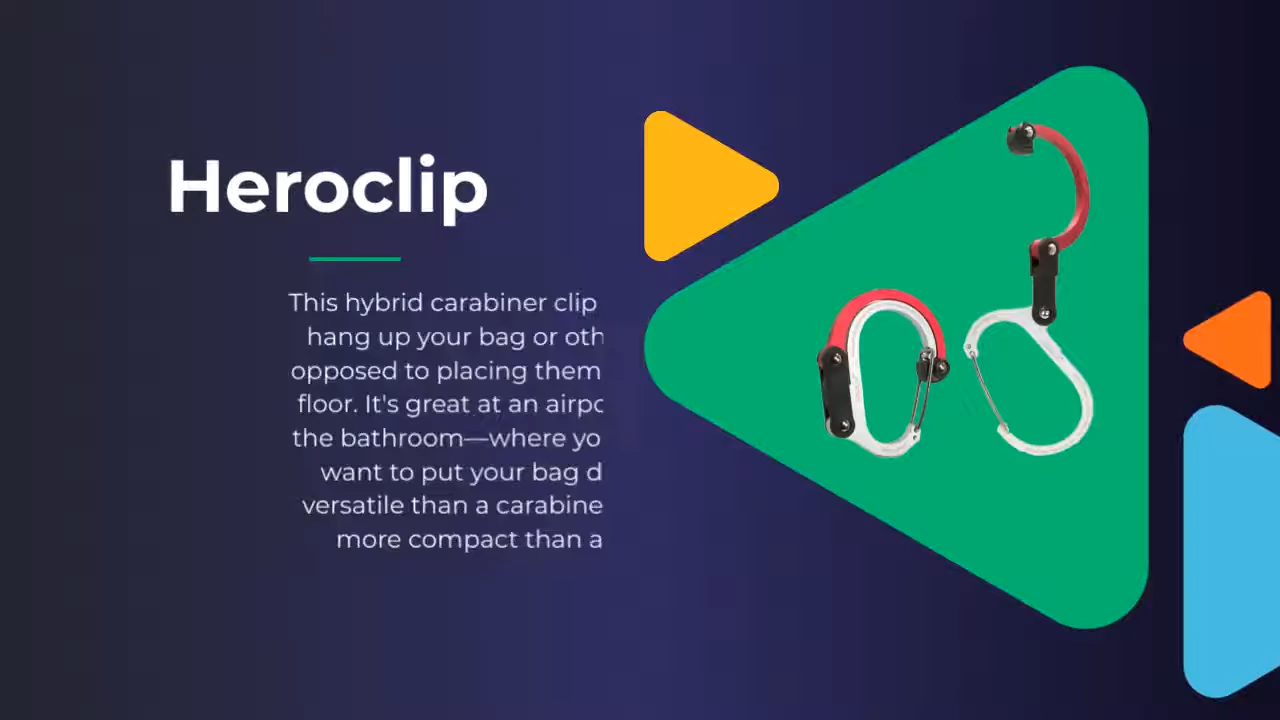 Heroclip
This hybrid carabiner clip
hang up your bag or oth
opposed to placing them
floor. It's great at an airpo
the bathroom—where yo
want to put your bag d
versatile than a carabine
more compact than a